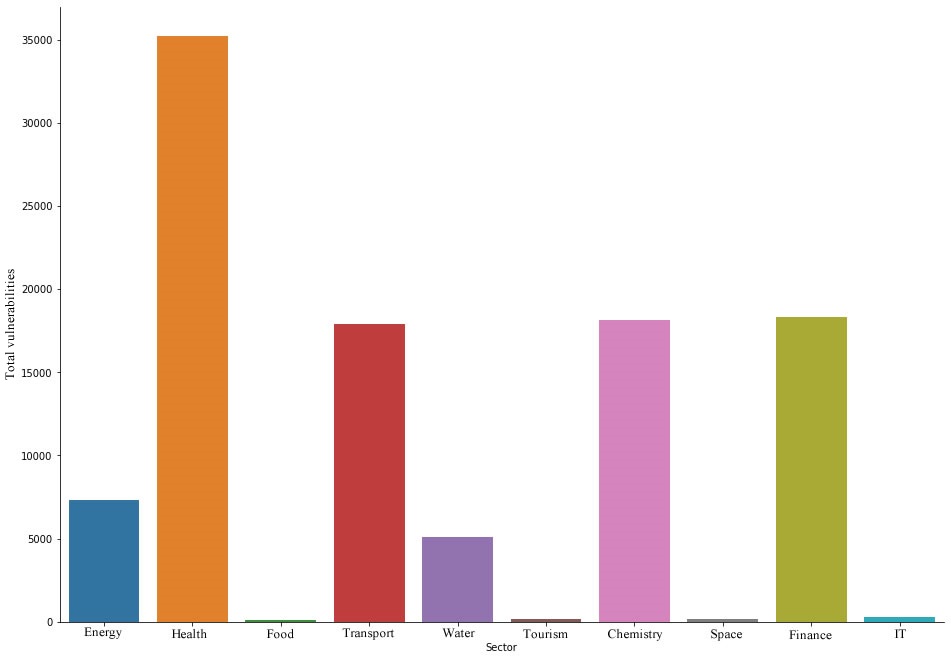 35000
30000
25000
20000
15000
10000
5000
0
Total vulnerabilities
Energy Health Food Transport Water Tourism Chemistry Space Finance IT
Sector